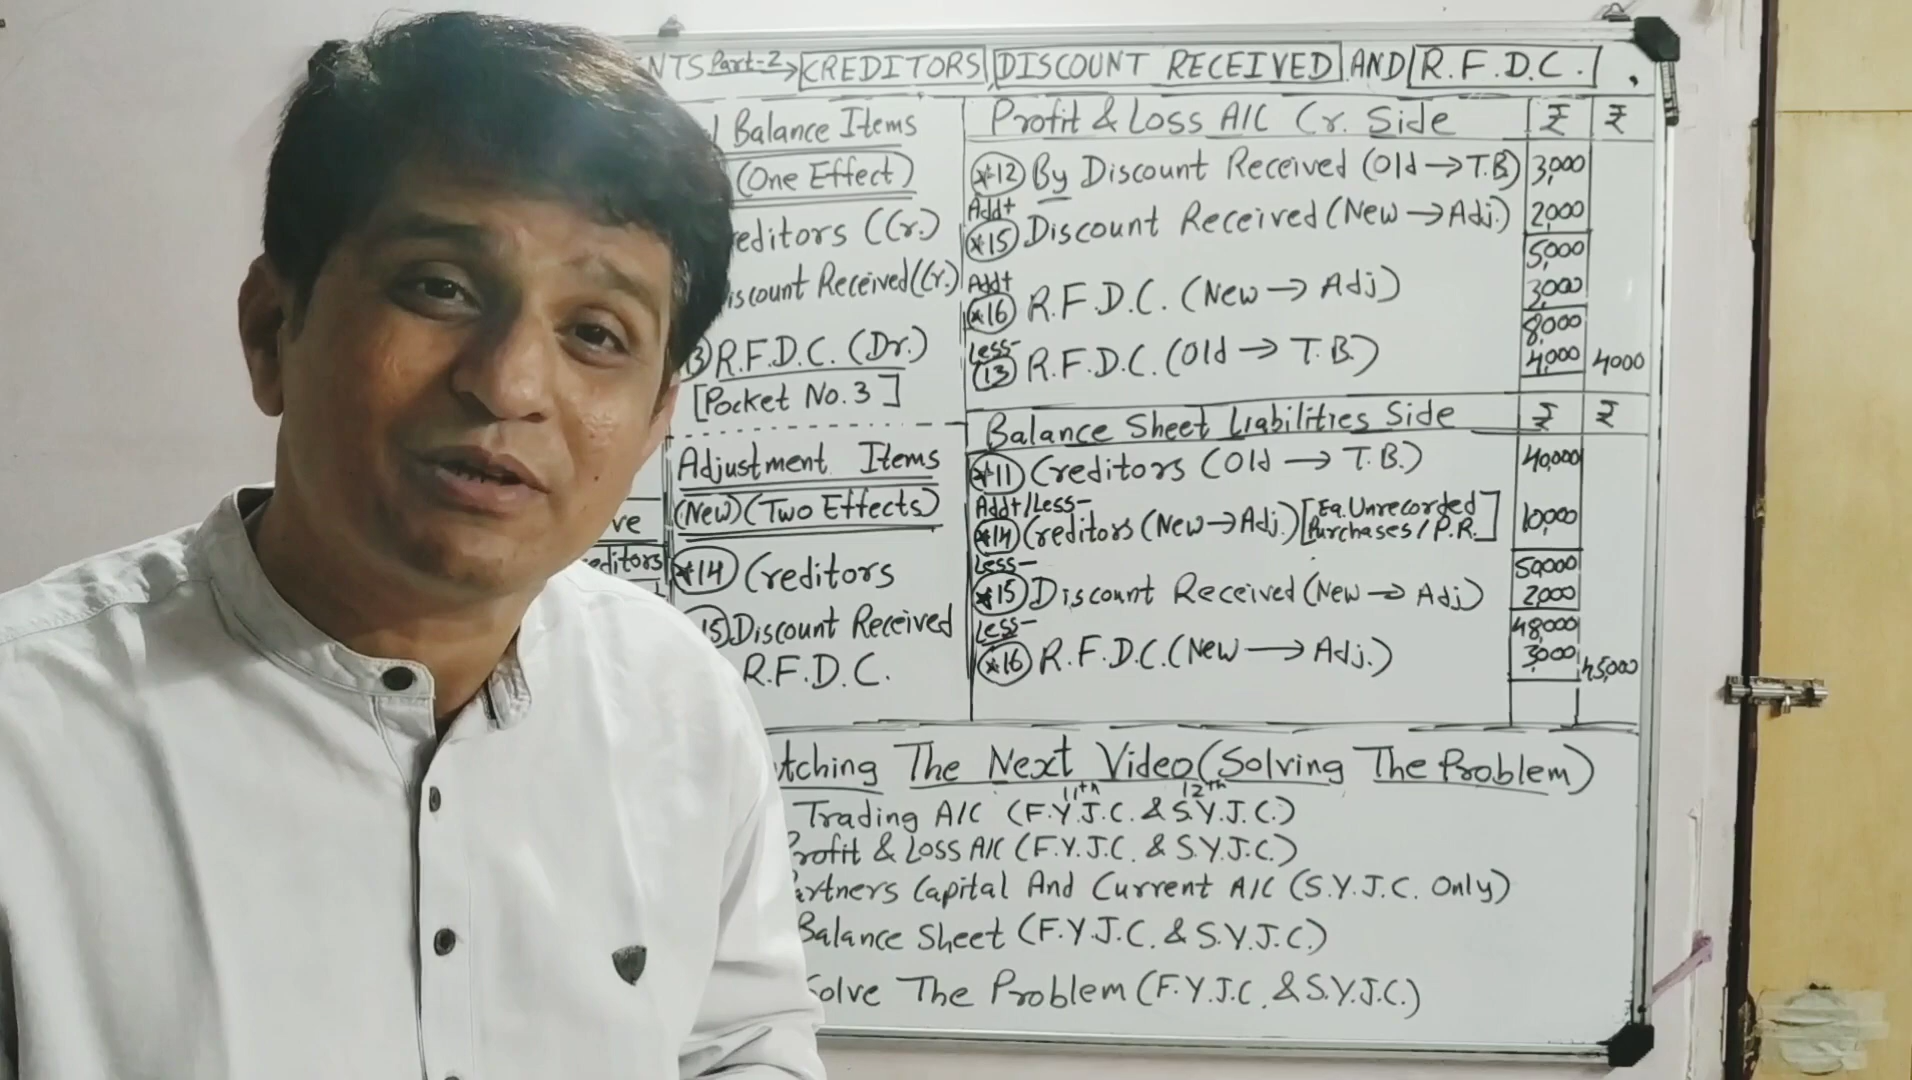 NTS Part-2 → CREDITORS DISCOUNT RECEIVED AND R.F.D.C.
Balance Items
(One Effect)
editors (Cr.)
iscount Received (Cr.)
3) R.F.D.C. (Dr.)
[Pocket No. 3]
Adjustment Items
(New) (Two Effects)
*14 Creditors
15) Discount Received
R.F.D.C.
ve
editors
Profit & Loss A/C Cr. Side ₹ ₹
*12 By Discount Received (Old → T.B) 3,000
Add+
*15 Discount Received (New → Adj.) 2,000
5,000
Add+
*16 R.F.D.C. (New → Adj) 3,000
8,000
Less-
13 R.F.D.C. (Old → T.B.) 4,000 4000
Balance Sheet Liabilities Side ₹ ₹
*11 Creditors (Old → T.B.) 40,000
Add+/Less-
*14 Creditors (New → Adj.) [Eg. Unrecorded Purchases / P.R.] 10,000
50,000
Less-
*15 Discount Received (New → Adj) 2,000
48,000
Less-
*16 R.F.D.C. (New → Adj.) 3,000 45,000
tching The Next Video (Solving The Problem)
11th 12th
Trading A/C (F.Y.J.C. & S.Y.J.C.)
Profit & Loss A/C (F.Y.J.C. & S.Y.J.C.)
artners Capital And Current A/C (S.Y.J.C. Only)
Balance Sheet (F.Y.J.C. & S.Y.J.C.)
Solve The Problem (F.Y.J.C. & S.Y.J.C.)